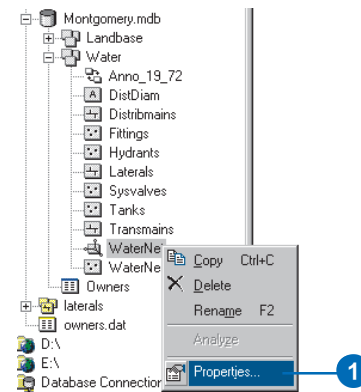 Montgomery.mdb
Landbase
Water
Anno_19_72
A DistDiam
Distribmains
Fittings
Hydrants
Laterals
Sysvalves
Tanks
Transmains
WaterNe
WaterNe
Owners
laterals
owners.dat
D:\
E:\
Database Connection
Copy Ctrl+C
Delete
Rename F2
Analyze
Properties...
1